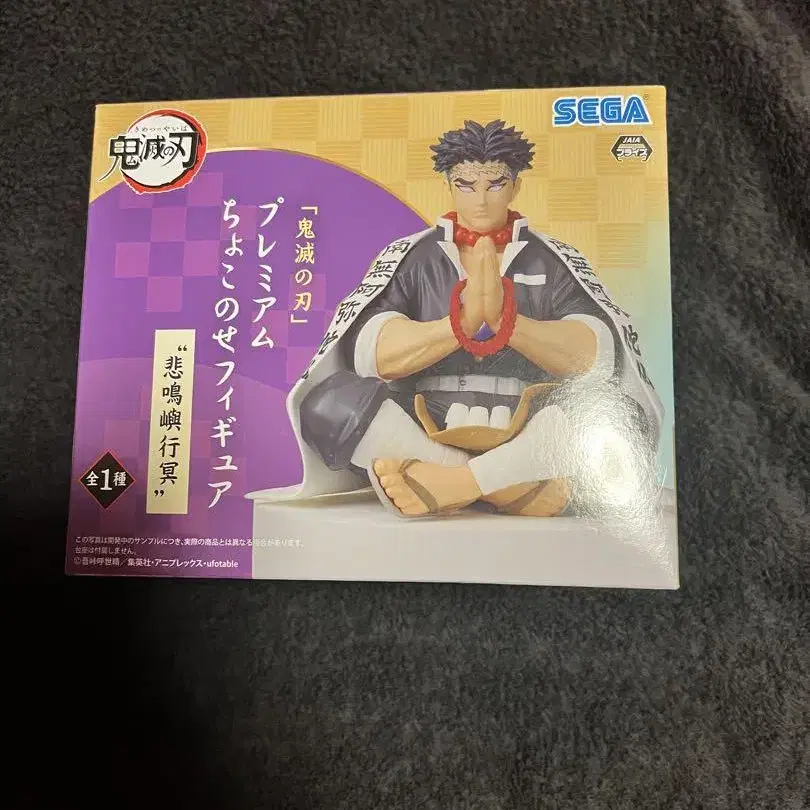 きめつのやいば
鬼滅の刃
SEGA
JAIA
プライズ
「鬼滅の刃」
プレミアム
ちょこのせフィギュア
"悲鳴嶼行冥"
全1種
南無阿弥
陀
この写真は開発中のサンプルにつき、実際の商品とは異なる場合があります。
台座は付属しません。
©吾峠呼世晴／集英社・アニプレックス・ufotable